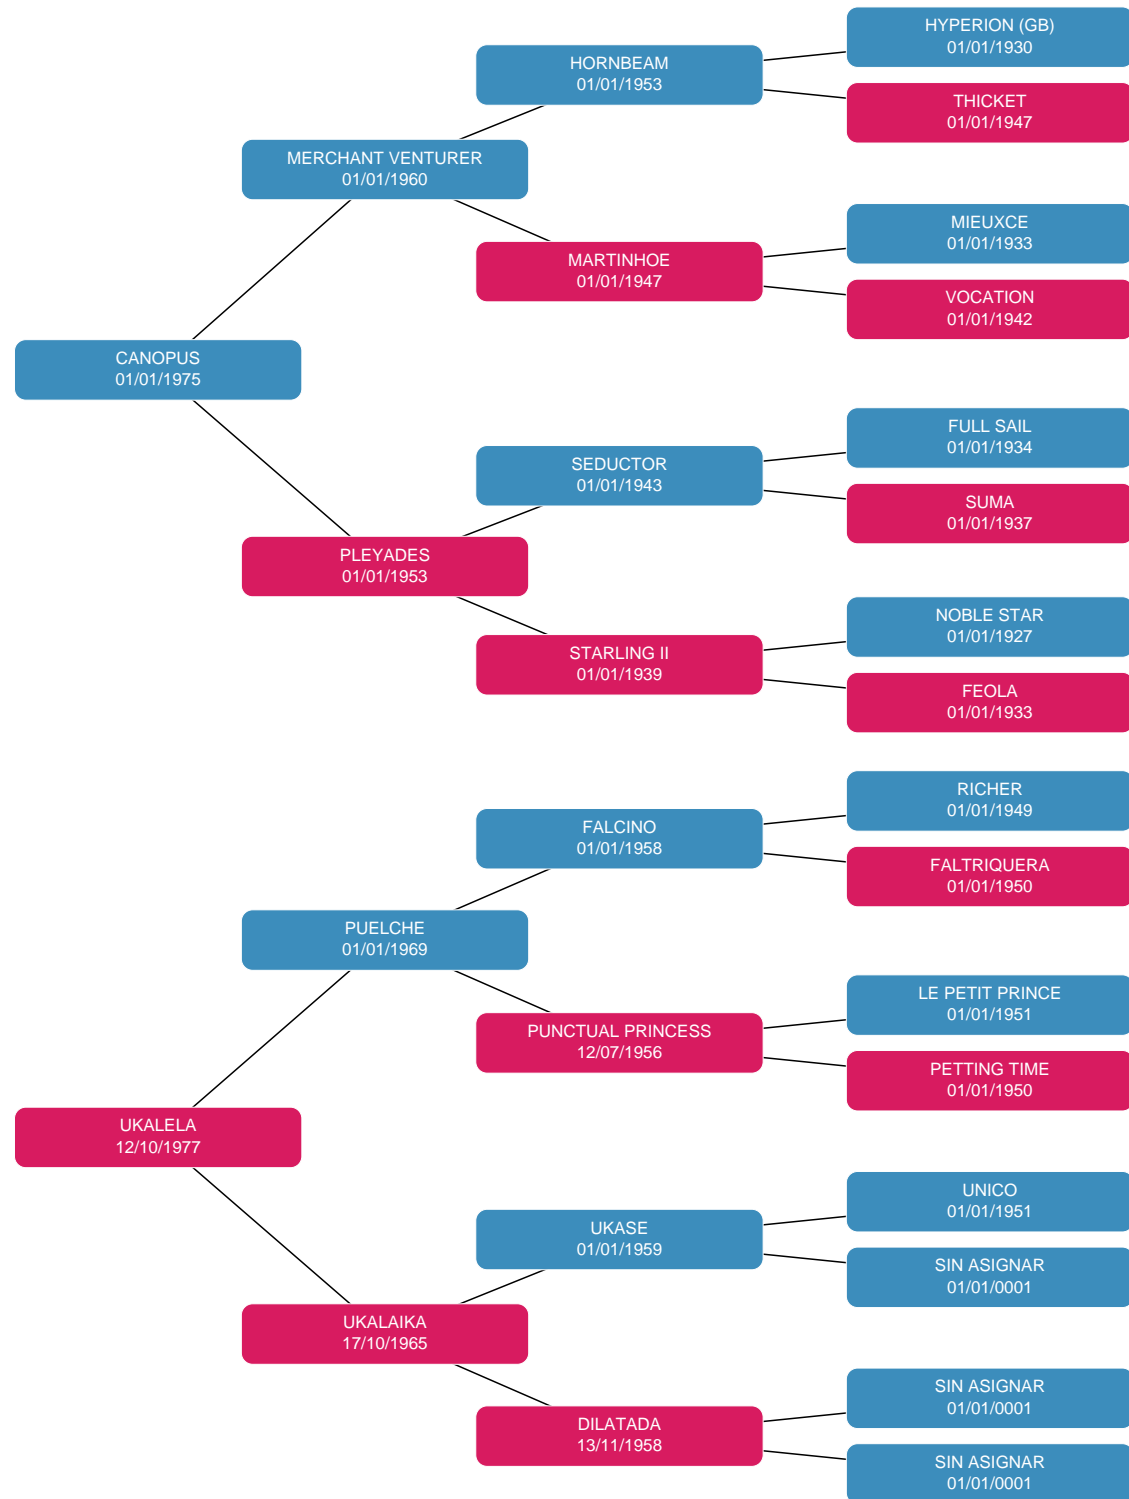 HYPERION (GB)
01/01/1930
HORNBEAM
01/01/1953
THICKET
01/01/1947
MERCHANT VENTURER
01/01/1960
MIEUXCE
01/01/1933
MARTINHOE
01/01/1947
VOCATION
01/01/1942
CANOPUS
01/01/1975
FULL SAIL
01/01/1934
SEDUCTOR
01/01/1943
SUMA
01/01/1937
PLEYADES
01/01/1953
NOBLE STAR
01/01/1927
STARLING II
01/01/1939
FEOLA
01/01/1933
RICHER
01/01/1949
FALCINO
01/01/1958
FALTRIQUERA
01/01/1950
PUELCHE
01/01/1969
LE PETIT PRINCE
01/01/1951
PUNCTUAL PRINCESS
12/07/1956
PETTING TIME
01/01/1950
UKALELA
12/10/1977
UNICO
01/01/1951
UKASE
01/01/1959
SIN ASIGNAR
01/01/0001
UKALAIKA
17/10/1965
SIN ASIGNAR
01/01/0001
DILATADA
13/11/1958
SIN ASIGNAR
01/01/0001